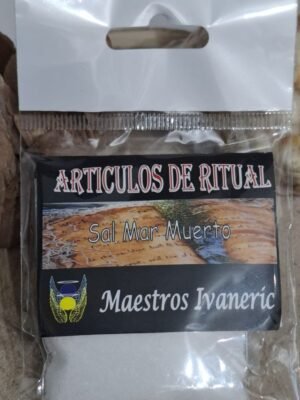 ARTICULOS DE RITUAL
Sal Mar Muerto
Maestros Ivaneric